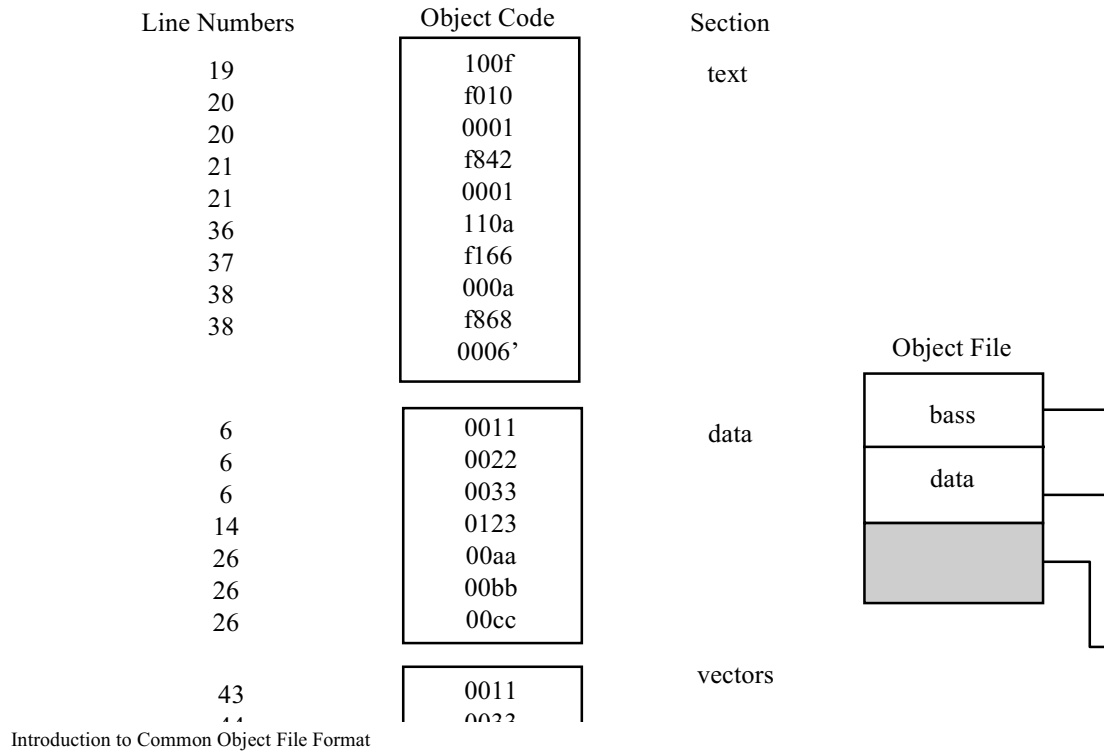 Line Numbers Object Code Section
19 100f text
20 f010
20 0001
21 f842
21 0001
36 110a
37 f166
38 000a
38 f868
0006’
Object File
bass
data
6 0011 data
6 0022
6 0033
14 0123
26 00aa
26 00bb
26 00cc
vectors
43 0011
44 0033
Introduction to Common Object File Format